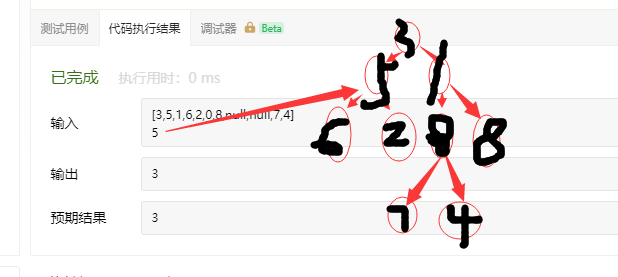 测试用例 代码执行结果 调试器 Beta
已完成 执行用时: 0 ms
输入 [3,5,1,6,2,0,8,null,null,7,4]
5
输出 3
预期结果 3
3
5 1
6 2 9 8
7 4